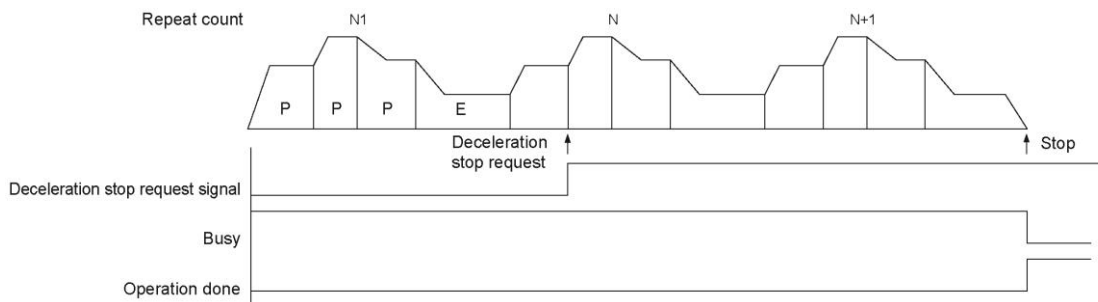 Repeat count
N1
N
N+1
P
P
P
E
Deceleration
stop request
Stop
Deceleration stop request signal
Busy
Operation done